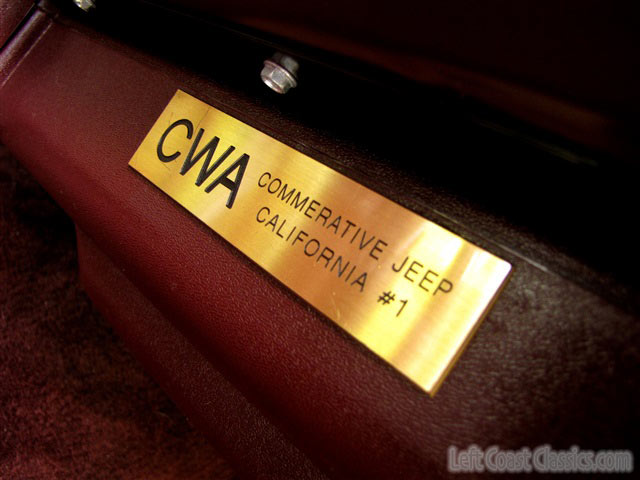 CWA
COMMERATIVE JEEP
CALIFORNIA #1
Left Coast Classics.com